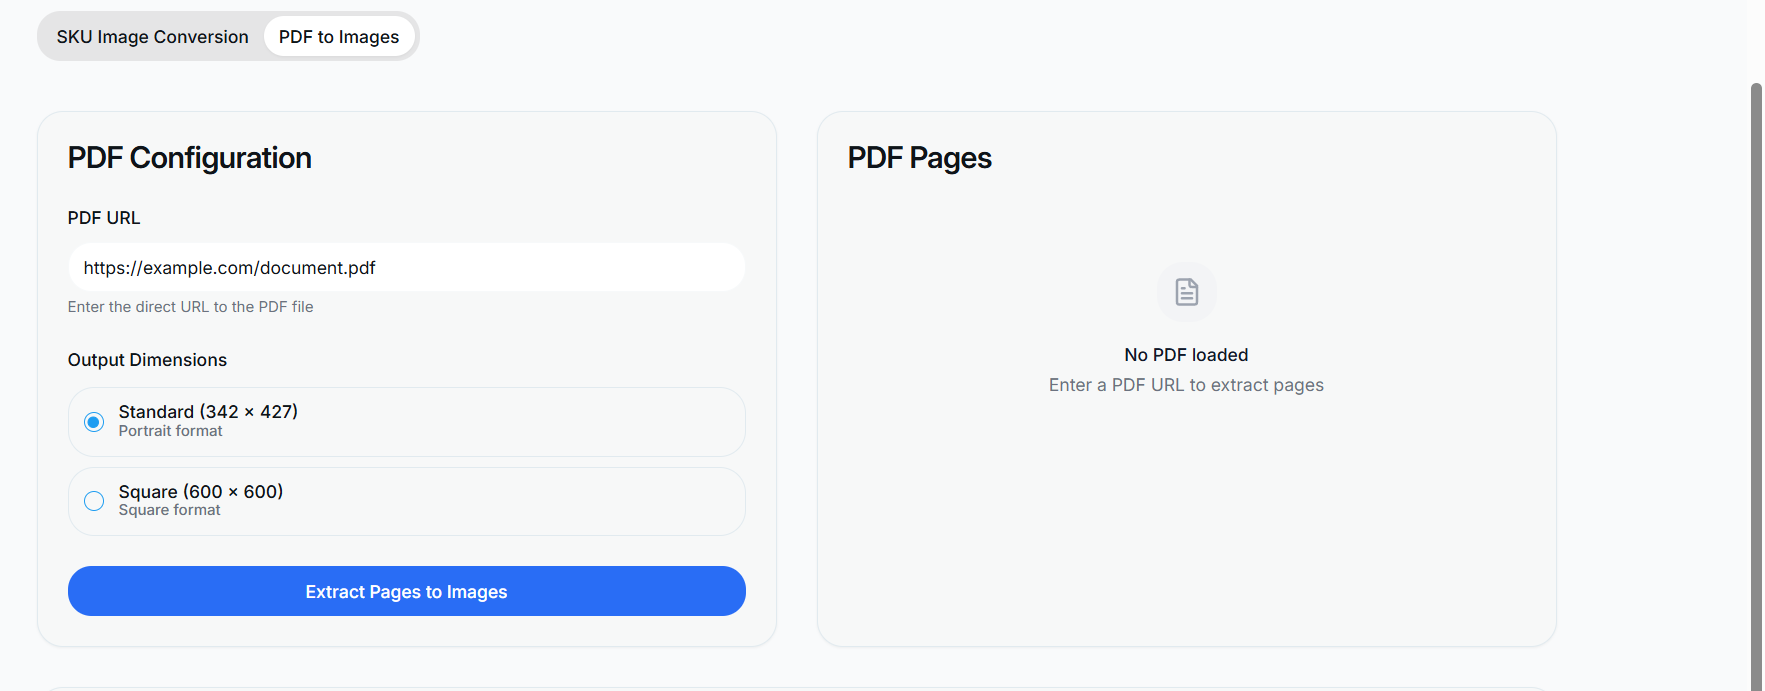 SKU Image Conversion
PDF to Images
PDF Configuration
PDF URL
https://example.com/document.pdf
Enter the direct URL to the PDF file
Output Dimensions
Standard (342 × 427)
Portrait format
Square (600 × 600)
Square format
Extract Pages to Images
PDF Pages
No PDF loaded
Enter a PDF URL to extract pages